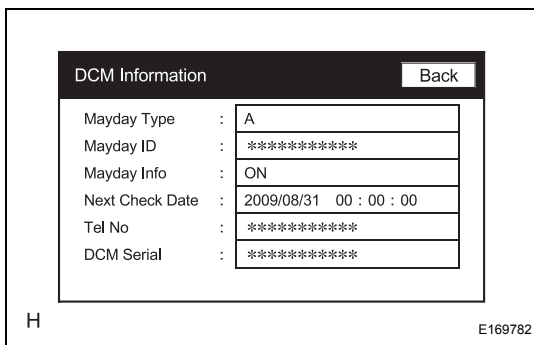 DCM Information Back
Mayday Type : A
Mayday ID : ***********
Mayday Info : ON
Next Check Date : 2009/08/31 00 : 00 : 00
Tel No : ***********
DCM Serial : ***********
H
E169782